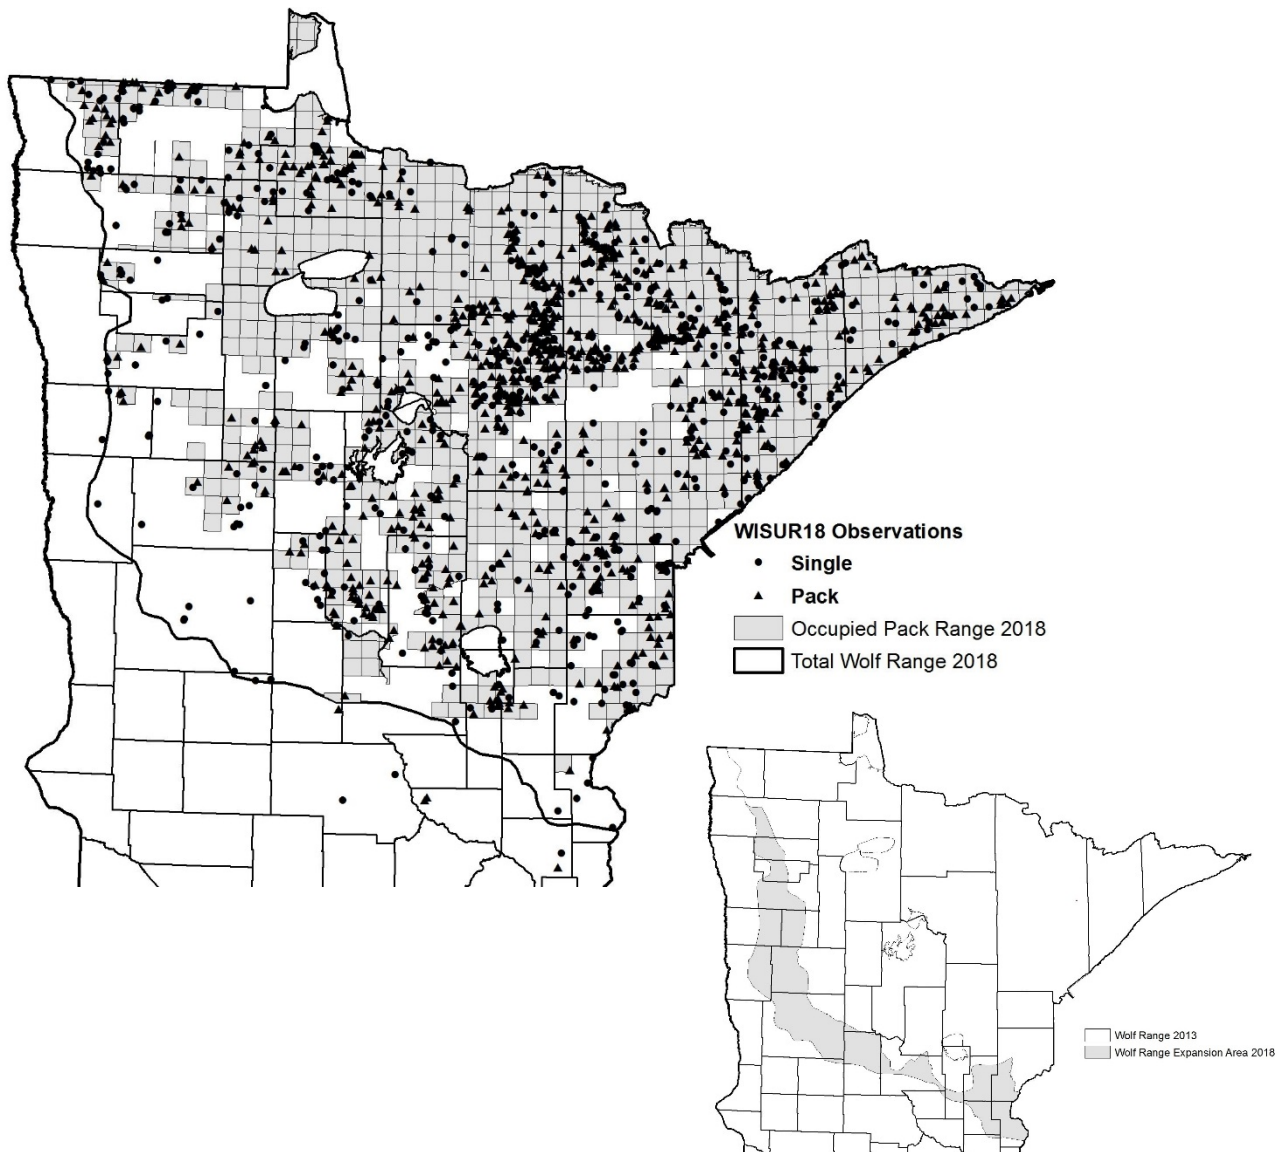 WISUR18 Observations
Single
Pack
Occupied Pack Range 2018
Total Wolf Range 2018
Wolf Range 2013
Wolf Range Expansion Area 2018